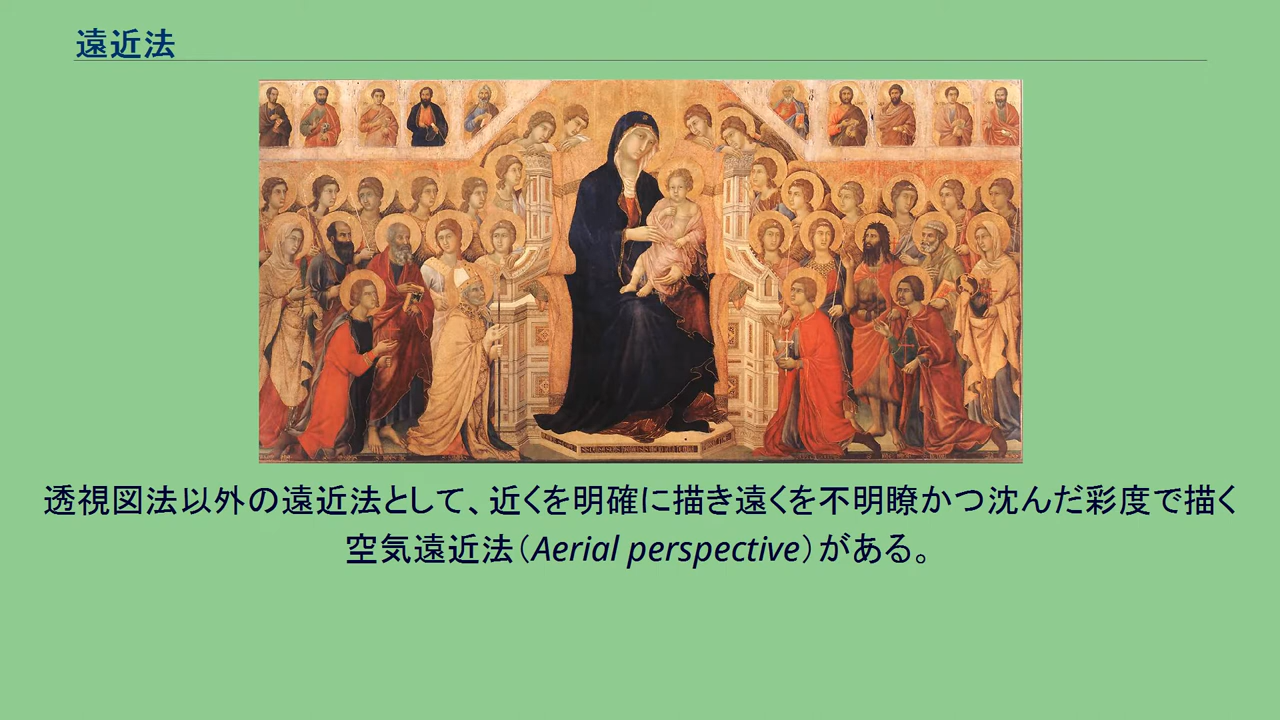 遠近法
透視図法以外の遠近法として、近くを明確に描き遠くを不明瞭かつ沈んだ彩度で描く
空気遠近法（Aerial perspective）がある。